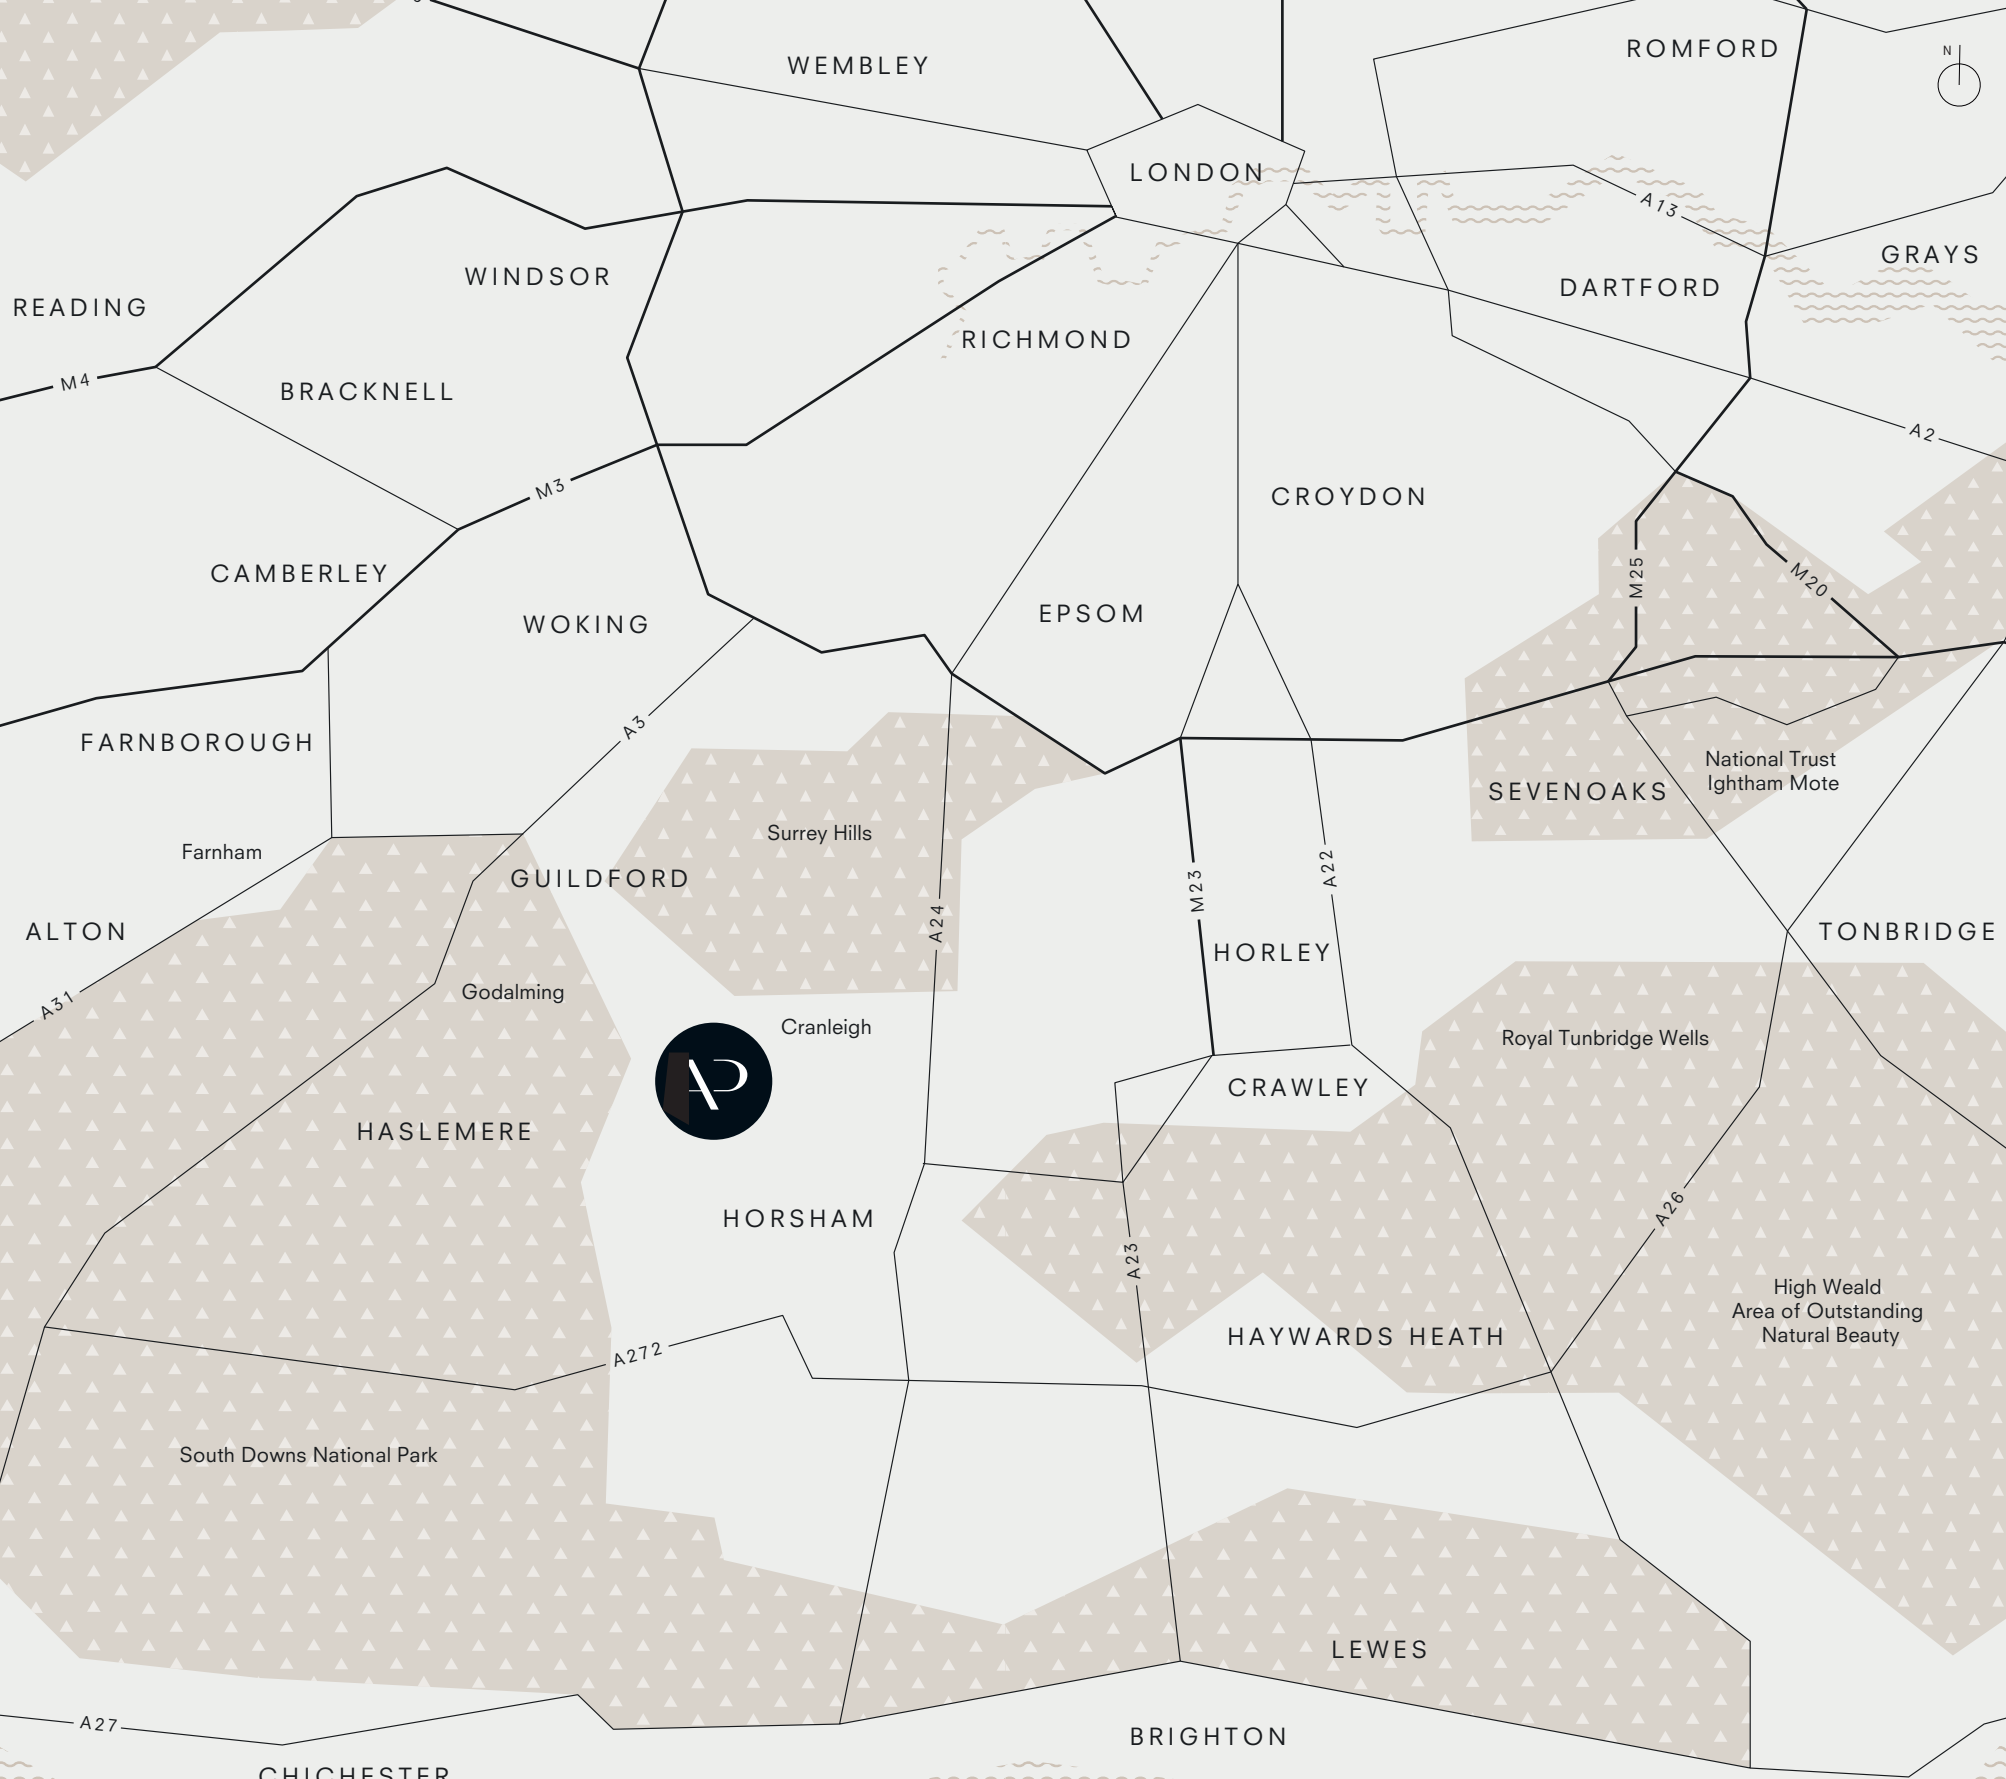 ROMFORD
N
WEMBLEY
LONDON
A13
GRAYS
WINDSOR
DARTFORD
READING
RICHMOND
M4
BRACKNELL
A2
M3
CROYDON
CAMBERLEY
M25
M20
EPSOM
WOKING
A3
FARNBOROUGH
National Trust
Ightham Mote
SEVENOAKS
Surrey Hills
Farnham
GUILDFORD
A22
M23
A24
ALTON
TONBRIDGE
HORLEY
Godalming
A31
Cranleigh
Royal Tunbridge Wells
AP
CRAWLEY
HASLEMERE
A26
HORSHAM
A23
High Weald
Area of Outstanding
Natural Beauty
HAYWARDS HEATH
A272
South Downs National Park
LEWES
A27
BRIGHTON
CHICHESTER